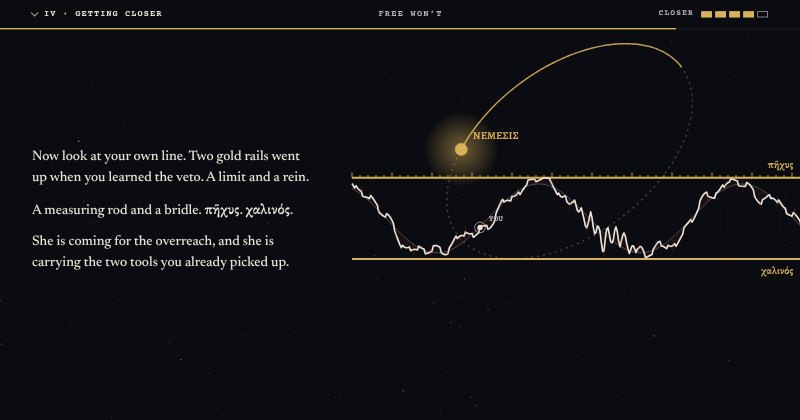 IV · GETTING CLOSER
FREE WON'T
CLOSER
Now look at your own line. Two gold rails went
up when you learned the veto. A limit and a rein.
A measuring rod and a bridle. πῆχυς. χαλινός.
She is coming for the overreach, and she is
carrying the two tools you already picked up.
ΝΕΜΕΣΙΣ
πῆχυς
YOU
χαλινός